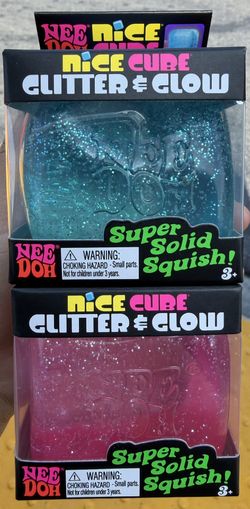 NEE
DOH
NICE
CUBE
NICE CUBE
GLITTER & GLOW
NEE
DOH
NEE
DOH
WARNING:
CHOKING HAZARD - Small parts.
Not for children under 3 years.
Super
Solid
Squish!
3+
NICE CUBE
GLITTER & GLOW
NEE
DOH
WARNING:
CHOKING HAZARD - Small parts.
Not for children under 3 years.
Super
Solid
Squish!
3+